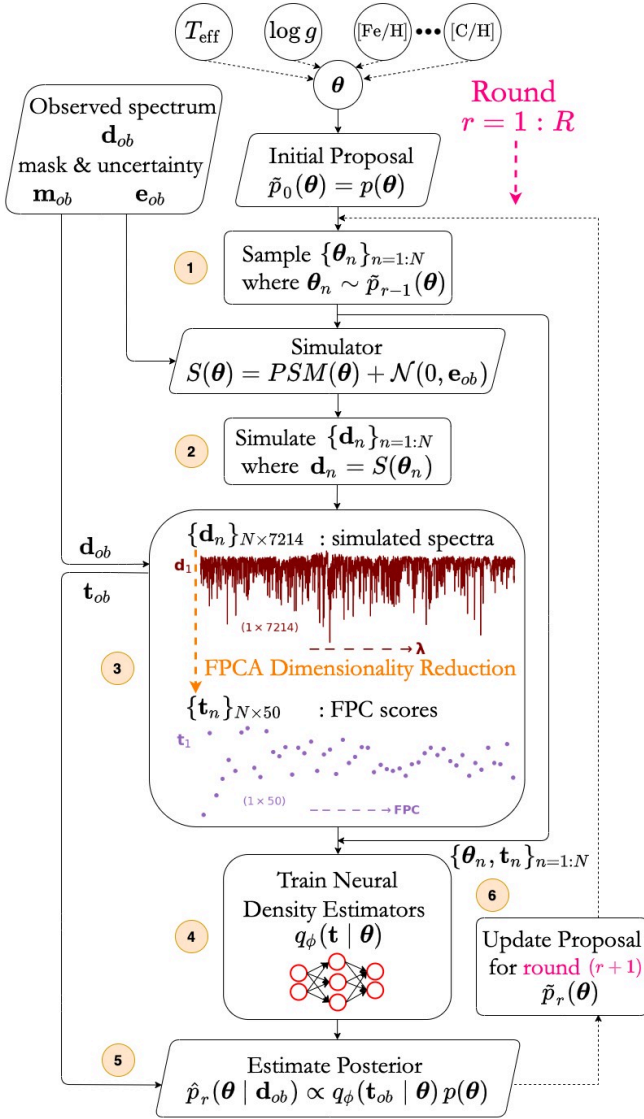 T_eff log g [Fe/H] ••• [C/H]
θ
Observed spectrum
d_ob
mask & uncertainty
m_ob e_ob
Round
r = 1 : R
Initial Proposal
p̃_0(θ) = p(θ)
1
Sample {θ_n}_{n=1:N}
where θ_n ∼ p̃_{r−1}(θ)
Simulator
S(θ) = PSM(θ) + 𝒩(0, e_ob)
2
Simulate {d_n}_{n=1:N}
where d_n = S(θ_n)
d_ob
t_ob
3
{d_n}_{N×7214} : simulated spectra
d_1
(1 × 7214)
λ
FPCA Dimensionality Reduction
{t_n}_{N×50} : FPC scores
t_1
(1 × 50)
FPC
{θ_n, t_n}_{n=1:N}
4
Train Neural
Density Estimators
q_ϕ(t | θ)
6
Update Proposal
for round (r+1)
p̃_r(θ)
5
Estimate Posterior
p̂_r(θ | d_ob) ∝ q_ϕ(t_ob | θ) p(θ)